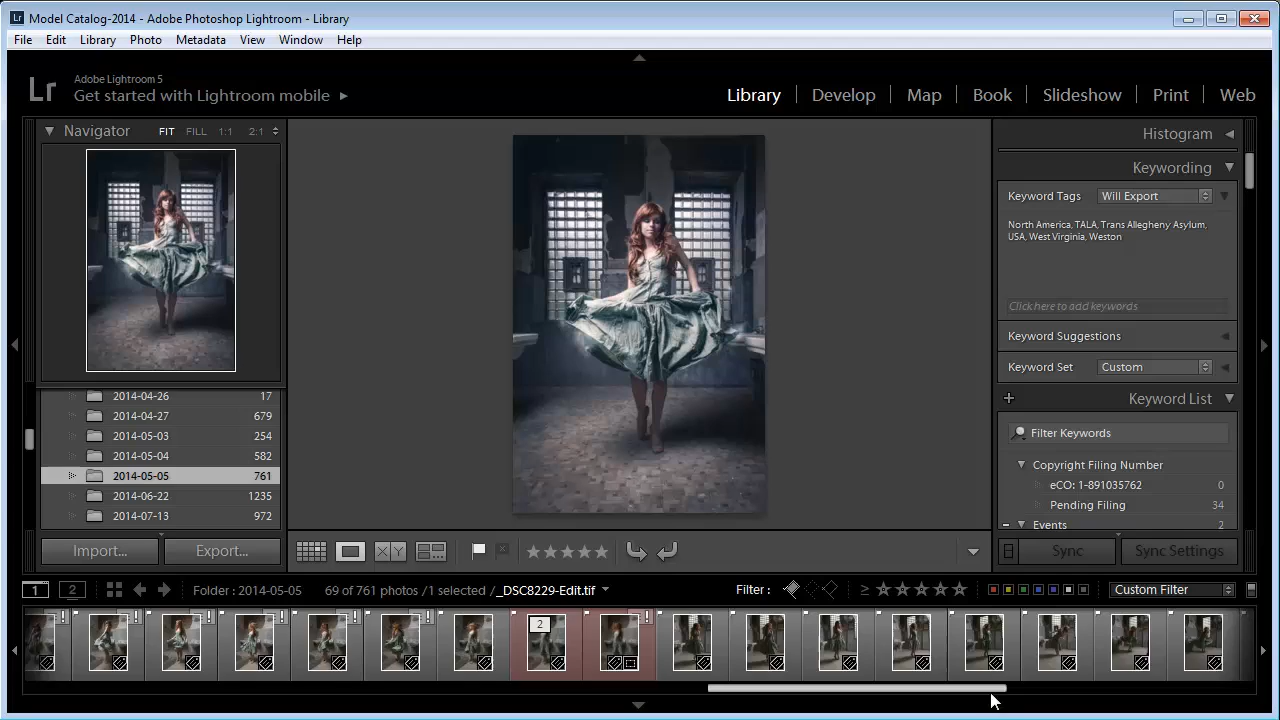 Lr Model Catalog-2014 - Adobe Photoshop Lightroom - Library
File Edit Library Photo Metadata View Window Help
Lr Adobe Lightroom 5
Get started with Lightroom mobile
Library Develop Map Book Slideshow Print Web
Navigator FIT FILL 1:1 2:1
Histogram
Keywording
Keyword Tags Will Export
North America, TALA, Trans Allegheny Asylum,
USA, West Virginia, Weston
Click here to add keywords
Keyword Suggestions
Keyword Set Custom
Keyword List
Filter Keywords
Copyright Filing Number
eCO: 1-891035762 0
Pending Filing 34
Events 2
2014-04-26 17
2014-04-27 679
2014-05-03 254
2014-05-04 582
2014-05-05 761
2014-06-22 1235
2014-07-13 972
Import... Export...
X Y
Sync Sync Settings
1 2 Folder : 2014-05-05 69 of 761 photos /1 selected /_DSC8229-Edit.tif Filter : ≥ Custom Filter
2